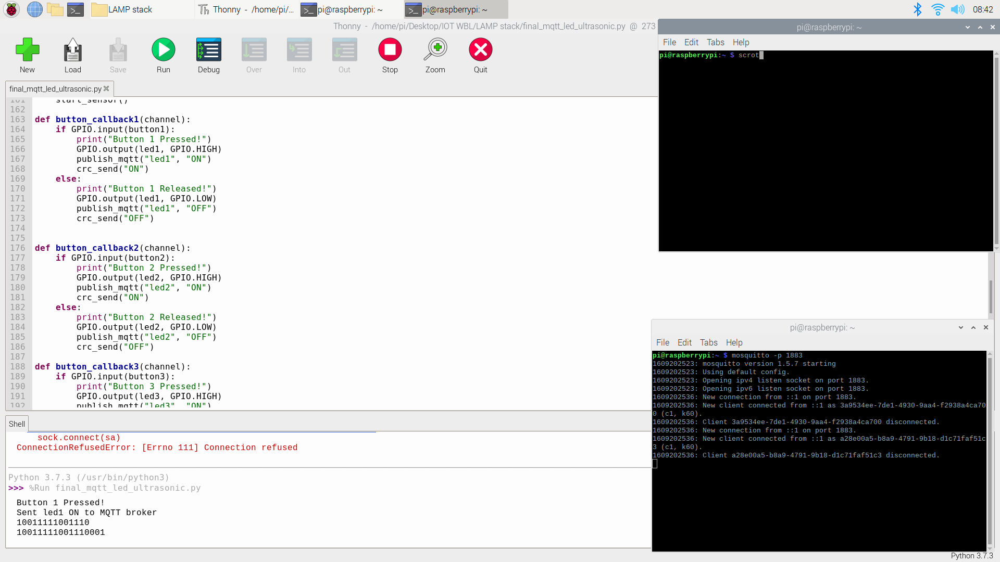 LAMP stack
Thonny - /home/pi/...
pi@raspberrypi: ~
pi@raspberrypi: ~
08:42
Thonny - /home/pi/Desktop/IOT WBL/LAMP stack/final_mqtt_led_ultrasonic.py @ 273
New
Load
Save
Run
Debug
Over
Into
Out
Stop
Zoom
Quit
final_mqtt_led_ultrasonic.py
161 start_sensor()
162
163 def button_callback1(channel):
164 if GPIO.input(button1):
165 print("Button 1 Pressed!")
166 GPIO.output(led1, GPIO.HIGH)
167 publish_mqtt("led1", "ON")
168 crc_send("ON")
169 else:
170 print("Button 1 Released!")
171 GPIO.output(led1, GPIO.LOW)
172 publish_mqtt("led1", "OFF")
173 crc_send("OFF")
174
175
176 def button_callback2(channel):
177 if GPIO.input(button2):
178 print("Button 2 Pressed!")
179 GPIO.output(led2, GPIO.HIGH)
180 publish_mqtt("led2", "ON")
181 crc_send("ON")
182 else:
183 print("Button 2 Released!")
184 GPIO.output(led2, GPIO.LOW)
185 publish_mqtt("led2", "OFF")
186 crc_send("OFF")
187
188 def button_callback3(channel):
189 if GPIO.input(button3):
190 print("Button 3 Pressed!")
191 GPIO.output(led3, GPIO.HIGH)
192 publish_mqtt("led3", "ON")
Shell
sock.connect(sa)
ConnectionRefusedError: [Errno 111] Connection refused
Python 3.7.3 (/usr/bin/python3)
>>> %Run final_mqtt_led_ultrasonic.py
Button 1 Pressed!
Sent led1 ON to MQTT broker
10011111001110
10011111001110001
pi@raspberrypi: ~
File Edit Tabs Help
pi@raspberrypi:~ $ scrot
pi@raspberrypi: ~
File Edit Tabs Help
pi@raspberrypi:~ $ mosquitto -p 1883
1609202523: mosquitto version 1.5.7 starting
1609202523: Using default config.
1609202523: Opening ipv4 listen socket on port 1883.
1609202523: Opening ipv6 listen socket on port 1883.
1609202536: New connection from ::1 on port 1883.
1609202536: New client connected from ::1 as 3a9534ee-7de1-4930-9aa4-f2938a4ca70
0 (c1, k60).
1609202536: Client 3a9534ee-7de1-4930-9aa4-f2938a4ca700 disconnected.
1609202536: New connection from ::1 on port 1883.
1609202536: New client connected from ::1 as a28e00a5-b8a9-4791-9b18-d1c71faf51c
3 (c1, k60).
1609202536: Client a28e00a5-b8a9-4791-9b18-d1c71faf51c3 disconnected.
Python 3.7.3